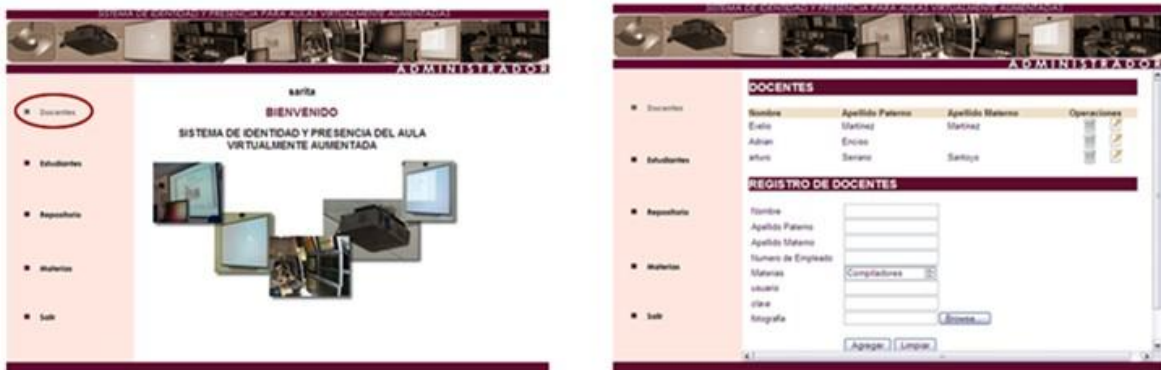 SISTEMA DE IDENTIDAD Y PRESENCIA PARA AULAS VIRTUALMENTE AUMENTADAS
ADMINISTRADOR
Docentes
Estudiantes
Repositorio
Materias
Salir
sarita
BIENVENIDO
SISTEMA DE IDENTIDAD Y PRESENCIA DEL AULA
VIRTUALMENTE AUMENTADA
SISTEMA DE IDENTIDAD Y PRESENCIA PARA AULAS VIRTUALMENTE AUMENTADAS
ADMINISTRADOR
Docentes
Estudiantes
Repositorio
Materias
Salir
DOCENTES
Nombre Apellido Paterno Apellido Materno Operaciones
Evelio Martinez Martinez
Adrian Enciso
arturo Serrano Santoyo
REGISTRO DE DOCENTES
Nombre
Apellido Paterno
Apellido Materno
Numero de Empleado
Materias Compiladores
usuario
clave
fotografia Browse...
Agregar Limpiar